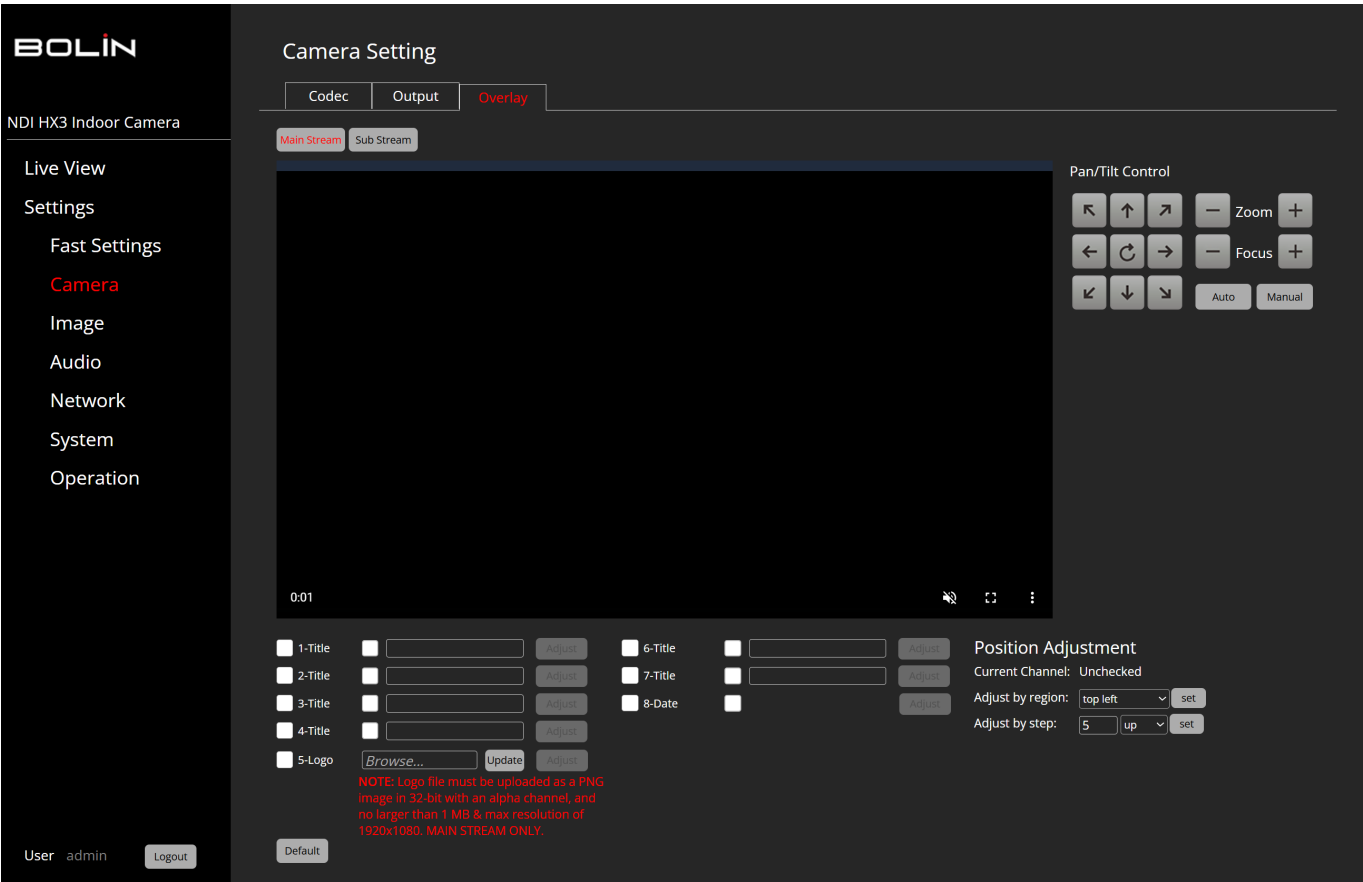 BOLIN
NDI HX3 Indoor Camera
Live View
Settings
Fast Settings
Camera
Image
Audio
Network
System
Operation
User admin Logout
Camera Setting
Codec Output Overlay
Main Stream Sub Stream
0:01
Pan/Tilt Control
Zoom
Focus
Auto Manual
1-Title Adjust
2-Title Adjust
3-Title Adjust
4-Title Adjust
5-Logo Browse... Update Adjust
NOTE: Logo file must be uploaded as a PNG
image in 32-bit with an alpha channel, and
no larger than 1 MB & max resolution of
1920x1080. MAIN STREAM ONLY.
Default
6-Title Adjust
7-Title Adjust
8-Date Adjust
Position Adjustment
Current Channel: Unchecked
Adjust by region: top left set
Adjust by step: 5 up set